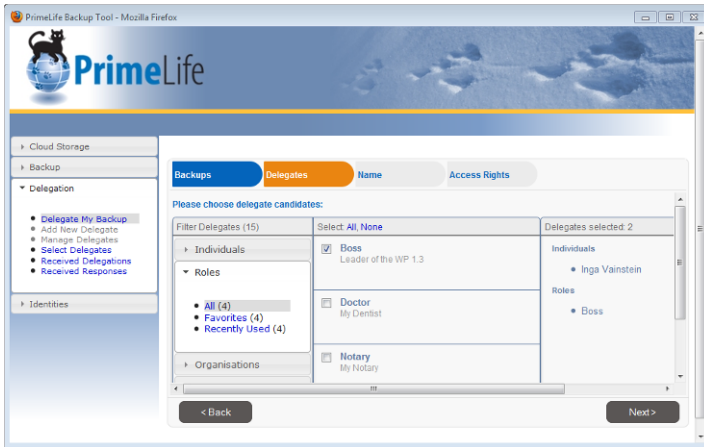 PrimeLife Backup Tool - Mozilla Firefox
PrimeLife
Cloud Storage
Backup
Delegation
Delegate My Backup
Add New Delegate
Manage Delegates
Select Delegates
Received Delegations
Received Responses
Identities
Backups Delegates Name Access Rights
Please choose delegate candidates:
Filter Delegates (15)
Individuals
Roles
All (4)
Favorites (4)
Recently Used (4)
Organisations
Select: All, None
Boss
Leader of the WP 1.3
Doctor
My Dentist
Notary
My Notary
Delegates selected: 2
Individuals
Inga Vainstein
Roles
Boss
< Back
Next >